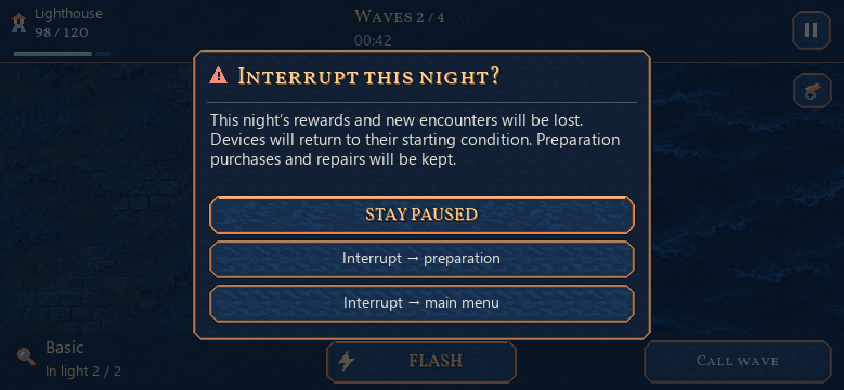 Lighthouse
98 / 120
WAVES 2 / 4
00:42
INTERRUPT THIS NIGHT?
This night's rewards and new encounters will be lost.
Devices will return to their starting condition. Preparation
purchases and repairs will be kept.
STAY PAUSED
Interrupt → preparation
Interrupt → main menu
Basic
In light 2 / 2
FLASH
CALL WAVE